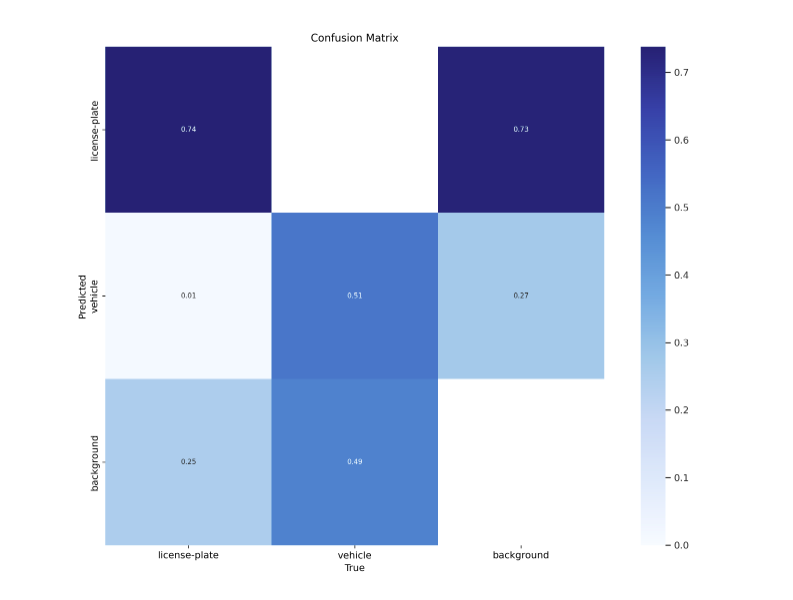 Confusion Matrix
license-plate
0.74
0.73
Predicted
vehicle
0.01
0.51
0.27
background
0.25
0.49
license-plate
vehicle
background
True
0.7
0.6
0.5
0.4
0.3
0.2
0.1
0.0